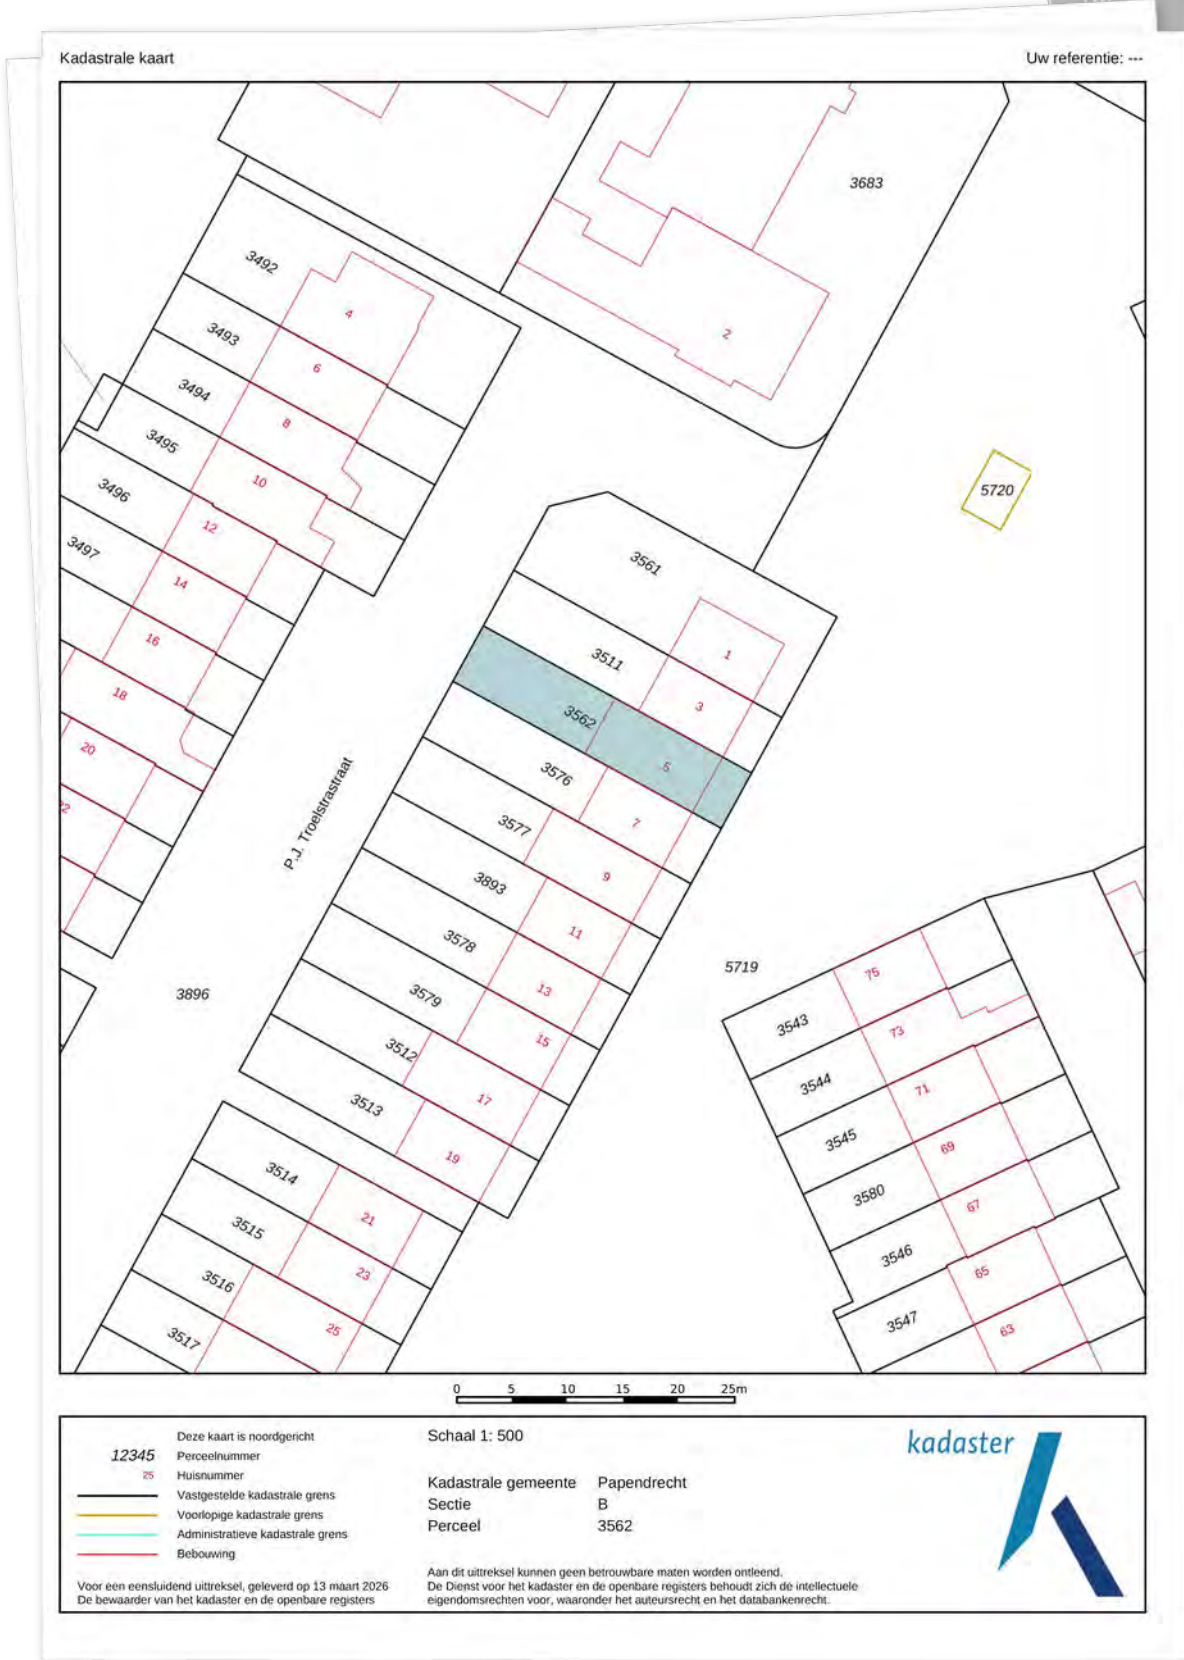 Kadastrale kaart
Uw referentie: ---
3683
3492
4
3493
2
6
3494
8
3495
10
3496
5720
12
3497
3561
14
16
1
3511
18
3
3562
20
5
3576
22
7
3577
P.J. Troelstrastraat
9
3893
11
3578
5719
75
13
3896
3579
3543
73
15
3512
3544
71
17
3513
3545
69
19
3514
3580
67
21
3515
3546
23
65
3516
3547
25
63
3517
0 5 10 15 20 25m
Deze kaart is noordgericht
12345 Perceelnummer
25 Huisnummer
Vastgestelde kadastrale grens
Voorlopige kadastrale grens
Administratieve kadastrale grens
Bebouwing
Voor een eensluidend uittreksel, geleverd op 13 maart 2026
De bewaarder van het kadaster en de openbare registers
Schaal 1: 500
Kadastrale gemeente Papendrecht
Sectie B
Perceel 3562
Aan dit uittreksel kunnen geen betrouwbare maten worden ontleend.
De Dienst voor het kadaster en de openbare registers behoudt zich de intellectuele
eigendomsrechten voor, waaronder het auteursrecht en het databankenrecht.
kadaster